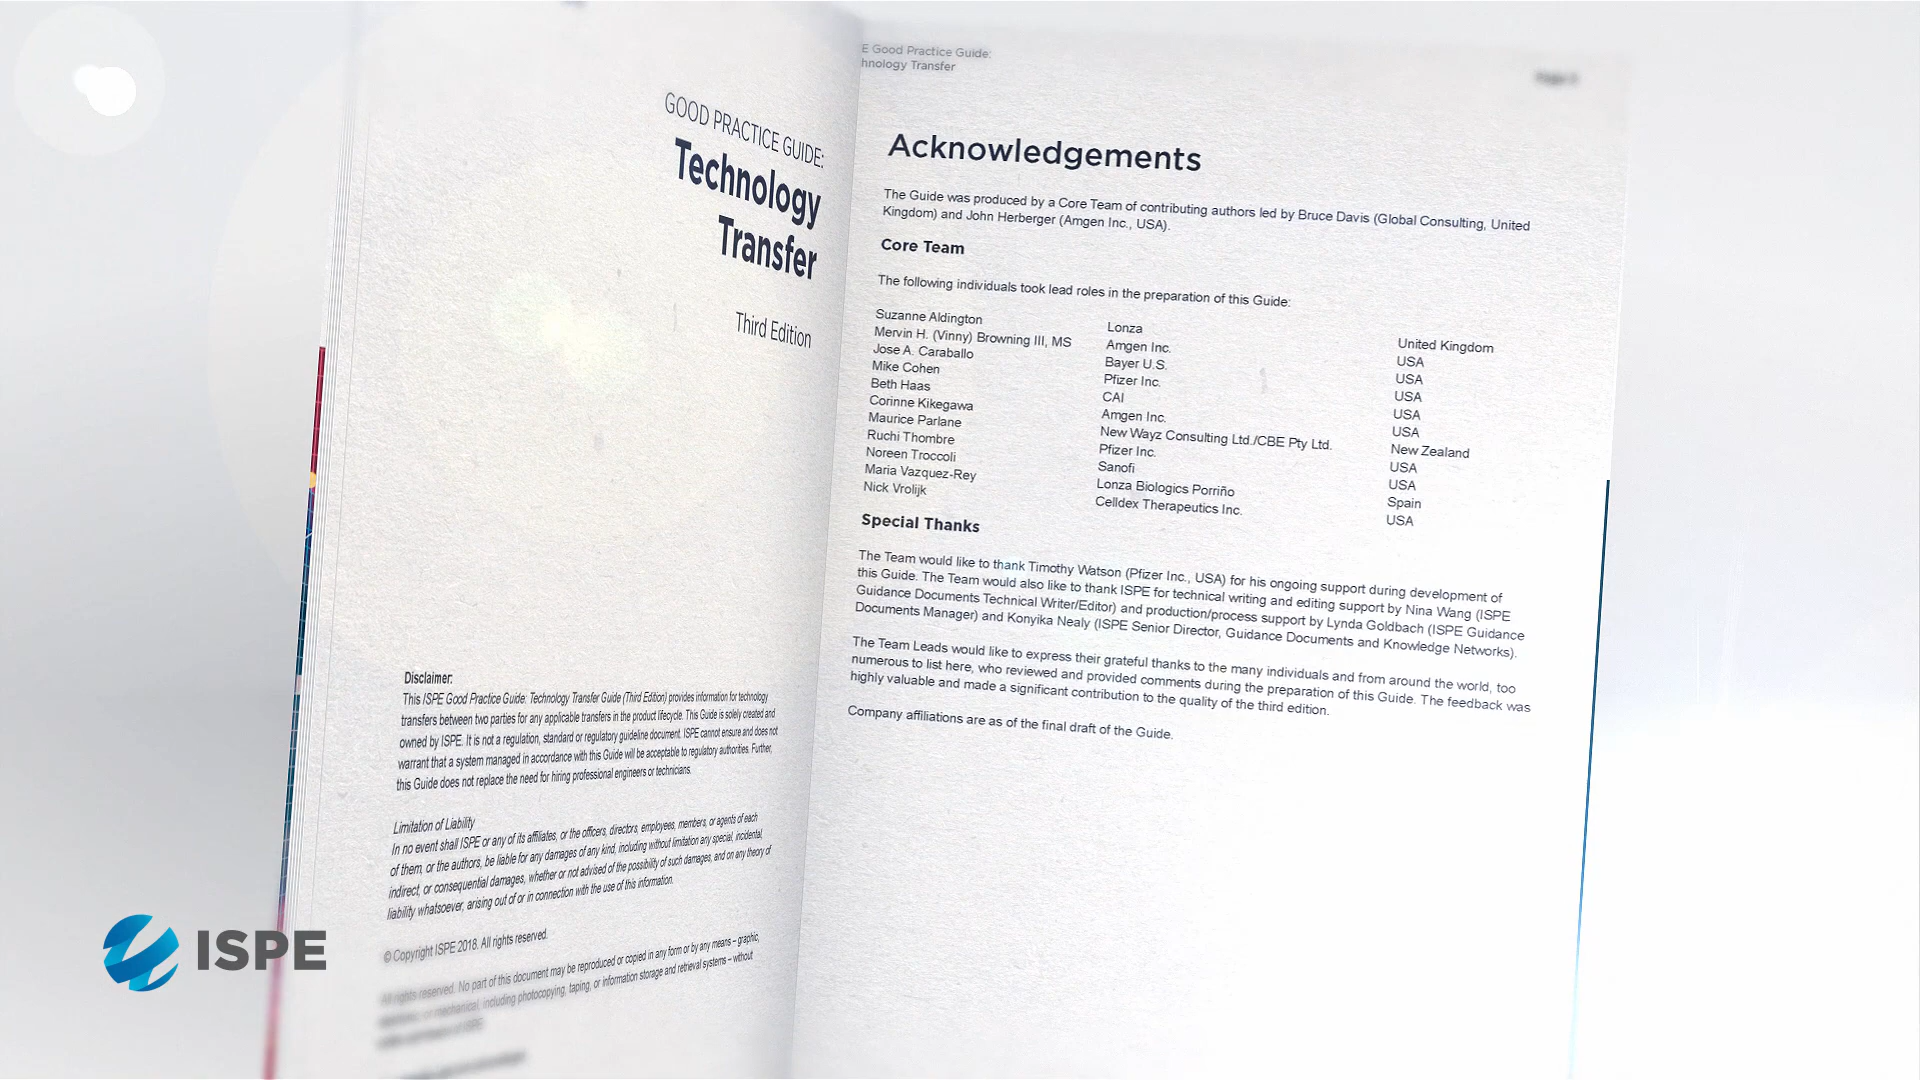 GOOD PRACTICE GUIDE:
Technology
Transfer
Third Edition
Disclaimer:
This ISPE Good Practice Guide: Technology Transfer Guide (Third Edition) provides information for technology
transfers between two parties for any applicable transfers in the product lifecycle. This Guide is solely created and
owned by ISPE. It is not a regulation, standard or regulatory guideline document. ISPE cannot ensure and does not
warrant that a system managed in accordance with this Guide will be acceptable to regulatory authorities. Further,
this Guide does not replace the need for hiring professional engineers or technicians.
Limitation of Liability
In no event shall ISPE or any of its affiliates, or the officers, directors, employees, members, or agents of each
of them, or the authors, be liable for any damages of any kind, including without limitation any special, incidental,
indirect, or consequential damages, whether or not advised of the possibility of such damages, and on any theory of
liability whatsoever, arising out of or in connection with the use of this information.
© Copyright ISPE 2018. All rights reserved.
All rights reserved. No part of this document may be reproduced or copied in any form or by any means – graphic,
electronic, or mechanical, including photocopying, taping, or information storage and retrieval systems – without
E Good Practice Guide:
hnology Transfer
Acknowledgements
The Guide was produced by a Core Team of contributing authors led by Bruce Davis (Global Consulting, United
Kingdom) and John Herberger (Amgen Inc., USA).
Core Team
The following individuals took lead roles in the preparation of this Guide:
Suzanne Aldington Lonza United Kingdom
Mervin H. (Vinny) Browning III, MS Amgen Inc. USA
Jose A. Caraballo Bayer U.S. USA
Mike Cohen Pfizer Inc. USA
Beth Haas CAI USA
Corinne Kikegawa Amgen Inc. USA
Maurice Parlane New Wayz Consulting Ltd./CBE Pty Ltd. New Zealand
Ruchi Thombre Pfizer Inc. USA
Noreen Troccoli Sanofi USA
Maria Vazquez-Rey Lonza Biologics Porriño Spain
Nick Vrolijk Celldex Therapeutics Inc. USA
Special Thanks
The Team would like to thank Timothy Watson (Pfizer Inc., USA) for his ongoing support during development of
this Guide. The Team would also like to thank ISPE for technical writing and editing support by Nina Wang (ISPE
Guidance Documents Technical Writer/Editor) and production/process support by Lynda Goldbach (ISPE Guidance
Documents Manager) and Konyika Nealy (ISPE Senior Director, Guidance Documents and Knowledge Networks).
The Team Leads would like to express their grateful thanks to the many individuals and from around the world, too
numerous to list here, who reviewed and provided comments during the preparation of this Guide. The feedback was
highly valuable and made a significant contribution to the quality of the third edition.
Company affiliations are as of the final draft of the Guide.
ISPE